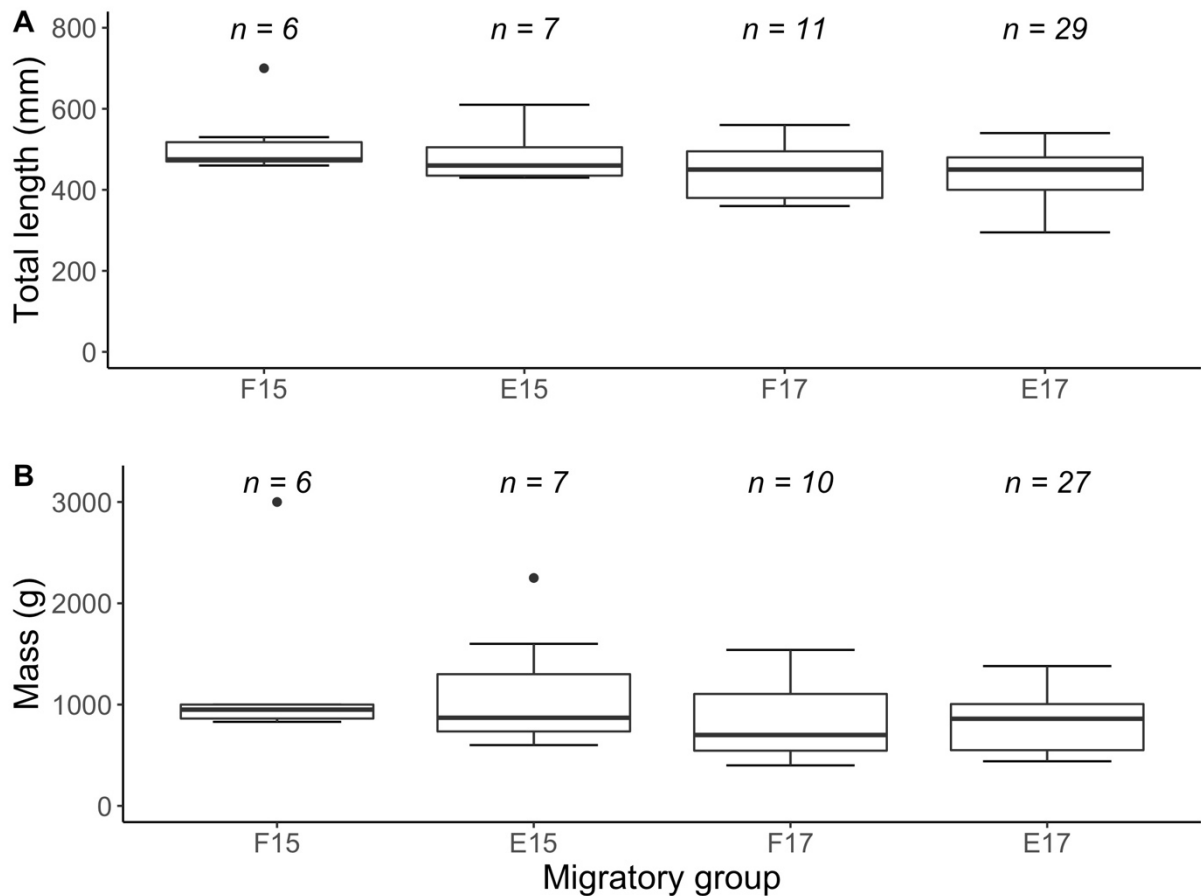 A
n = 6 n = 7 n = 11 n = 29
Total length (mm)
800
600
400
200
0
F15 E15 F17 E17
B
n = 6 n = 7 n = 10 n = 27
Mass (g)
3000
2000
1000
0
F15 E15 F17 E17
Migratory group